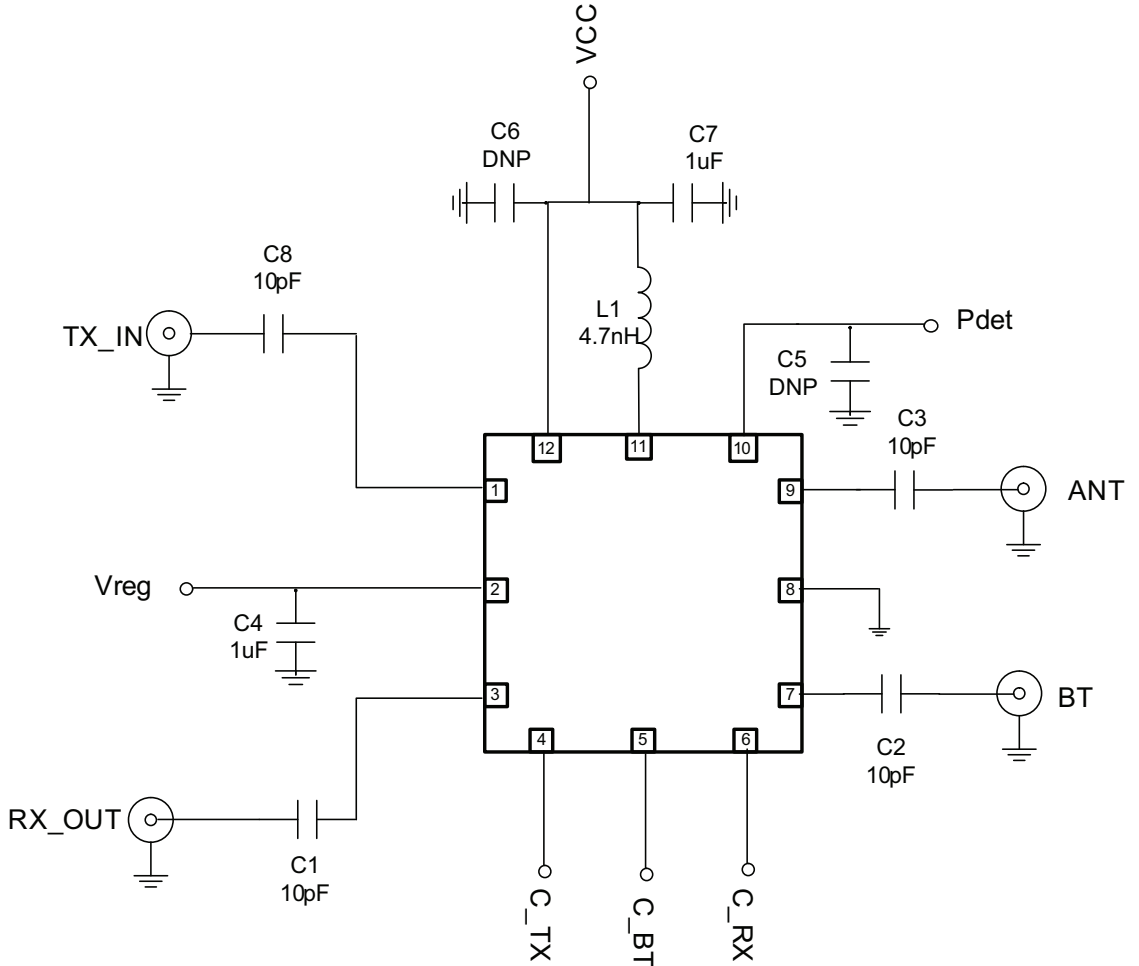 VCC
C6
DNP
C7
1uF
C8
10pF
TX_IN
L1
4.7nH
Pdet
C5
DNP
C3
10pF
12
11
10
1
9
ANT
Vreg
2
8
C4
1uF
3
7
BT
4
5
6
C2
10pF
RX_OUT
C1
10pF
C_TX
C_BT
C_RX